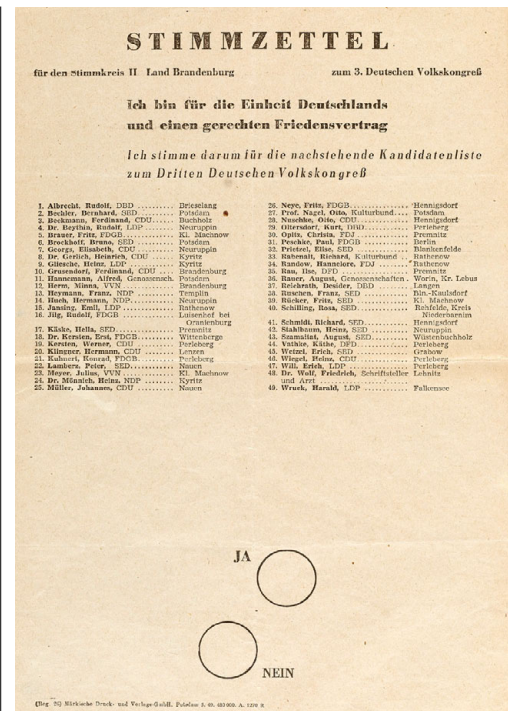 STIMMZETTEL
für den Stimmkreis II Land Brandenburg zum 3. Deutschen Volkskongreß
Ich bin für die Einheit Deutschlands
und einen gerechten Friedensvertrag
Ich stimme darum für die nachstehende Kandidatenliste
zum Dritten Deutschen Volkskongreß
1. Albrecht, Rudolf, DBD .......... Brieselang
2. Bechler, Bernhard, SED .......... Potsdam
3. Beckmann, Ferdinand, CDU ..... Buchholz
4. Dr. Beythin, Rudolf, LDP ........ Neuruppin
5. Brauer, Fritz, FDGB ............ Kl. Machnow
6. Brockhoff, Bruno, SED .......... Potsdam
7. Georgs, Elisabeth, CDU ......... Neuruppin
8. Dr. Gerlich, Heinrich, CDU ...... Kyritz
9. Gliesche, Heinz, LDP ........... Kyritz
10. Grusendorf, Ferdinand, CDU .... Brandenburg
11. Hannemann, Alfred, Genossensch. Potsdam
12. Herm, Minna, VVN .............. Brandenburg
13. Heymann, Franz, NDP .......... Templin
14. Huch, Hermann, NDP ........... Neuruppin
15. Jansing, Emil, LDP ............. Rathenow
16. Jilg, Rudolf, FDGB ............. Luisenhof bei
Oranienburg
17. Käske, Hella, SED .............. Premnitz
18. Dr. Kersten, Erst, FDGB ........ Wittenberge
19. Kersten, Werner, CDU .......... Perleberg
20. Klingner, Hermann, CDU ....... Lenzen
21. Kuhnert, Konrad, FDGB ......... Perleberg
22. Lambers, Peter, SED ........... Nauen
23. Meyer, Julius, VVN ............. Kl. Machnow
24. Dr. Mönnich, Heinz, NDP ....... Kyritz
25. Müller, Johannes, CDU ......... Nauen
26. Neye, Fritz, FDGB .............. Hennigsdorf
27. Prof. Nagel, Otto, Kulturbund .... Potsdam
28. Nuschke, Otto, CDU ............ Hennigsdorf
29. Oltersdorf, Kurt, DBD .......... Perleberg
30. Opitz, Christa, FDJ ............ Premnitz
31. Peschke, Paul, FDGB ........... Berlin
32. Prietzel, Elise, SED ............ Blankenfelde
33. Rabenalt, Richard, Kulturbund .. Rathenow
34. Randow, Hannelore, FDJ ....... Rathenow
35. Rau, Ilse, DFD ................. Premnitz
36. Rauer, August, Genossenschaften . Worin, Kr. Lebus
37. Reichrath, Desider, DBD ........ Langen
38. Ruschen, Franz, SED ........... Bln.-Kaulsdorf
39. Rücker, Fritz, SED ............. Kl. Machnow
40. Schilling, Rosa, SED ........... Rehfelde, Kreis
Niederbarnim
41. Schmidt, Richard, SED ......... Hennigsdorf
42. Stahlbaum, Heinz, SED ........ Neuruppin
43. Szamaitat, August, SED ........ Wüstenbuchholz
44. Vathke, Käthe, DFD ............ Perleberg
45. Weitzel, Erich, SED ............ Grabow
46. Wiegel, Heinz, CDU ............ Perleberg
47. Will, Erich, LDP ................ Perleberg
48. Dr. Wolf, Friedrich, Schriftsteller Lehnitz
und Arzt
49. Wruck, Harald, LDP ............ Falkensee
JA
NEIN
Märkische Druck- und Verlags-GmbH, Potsdam